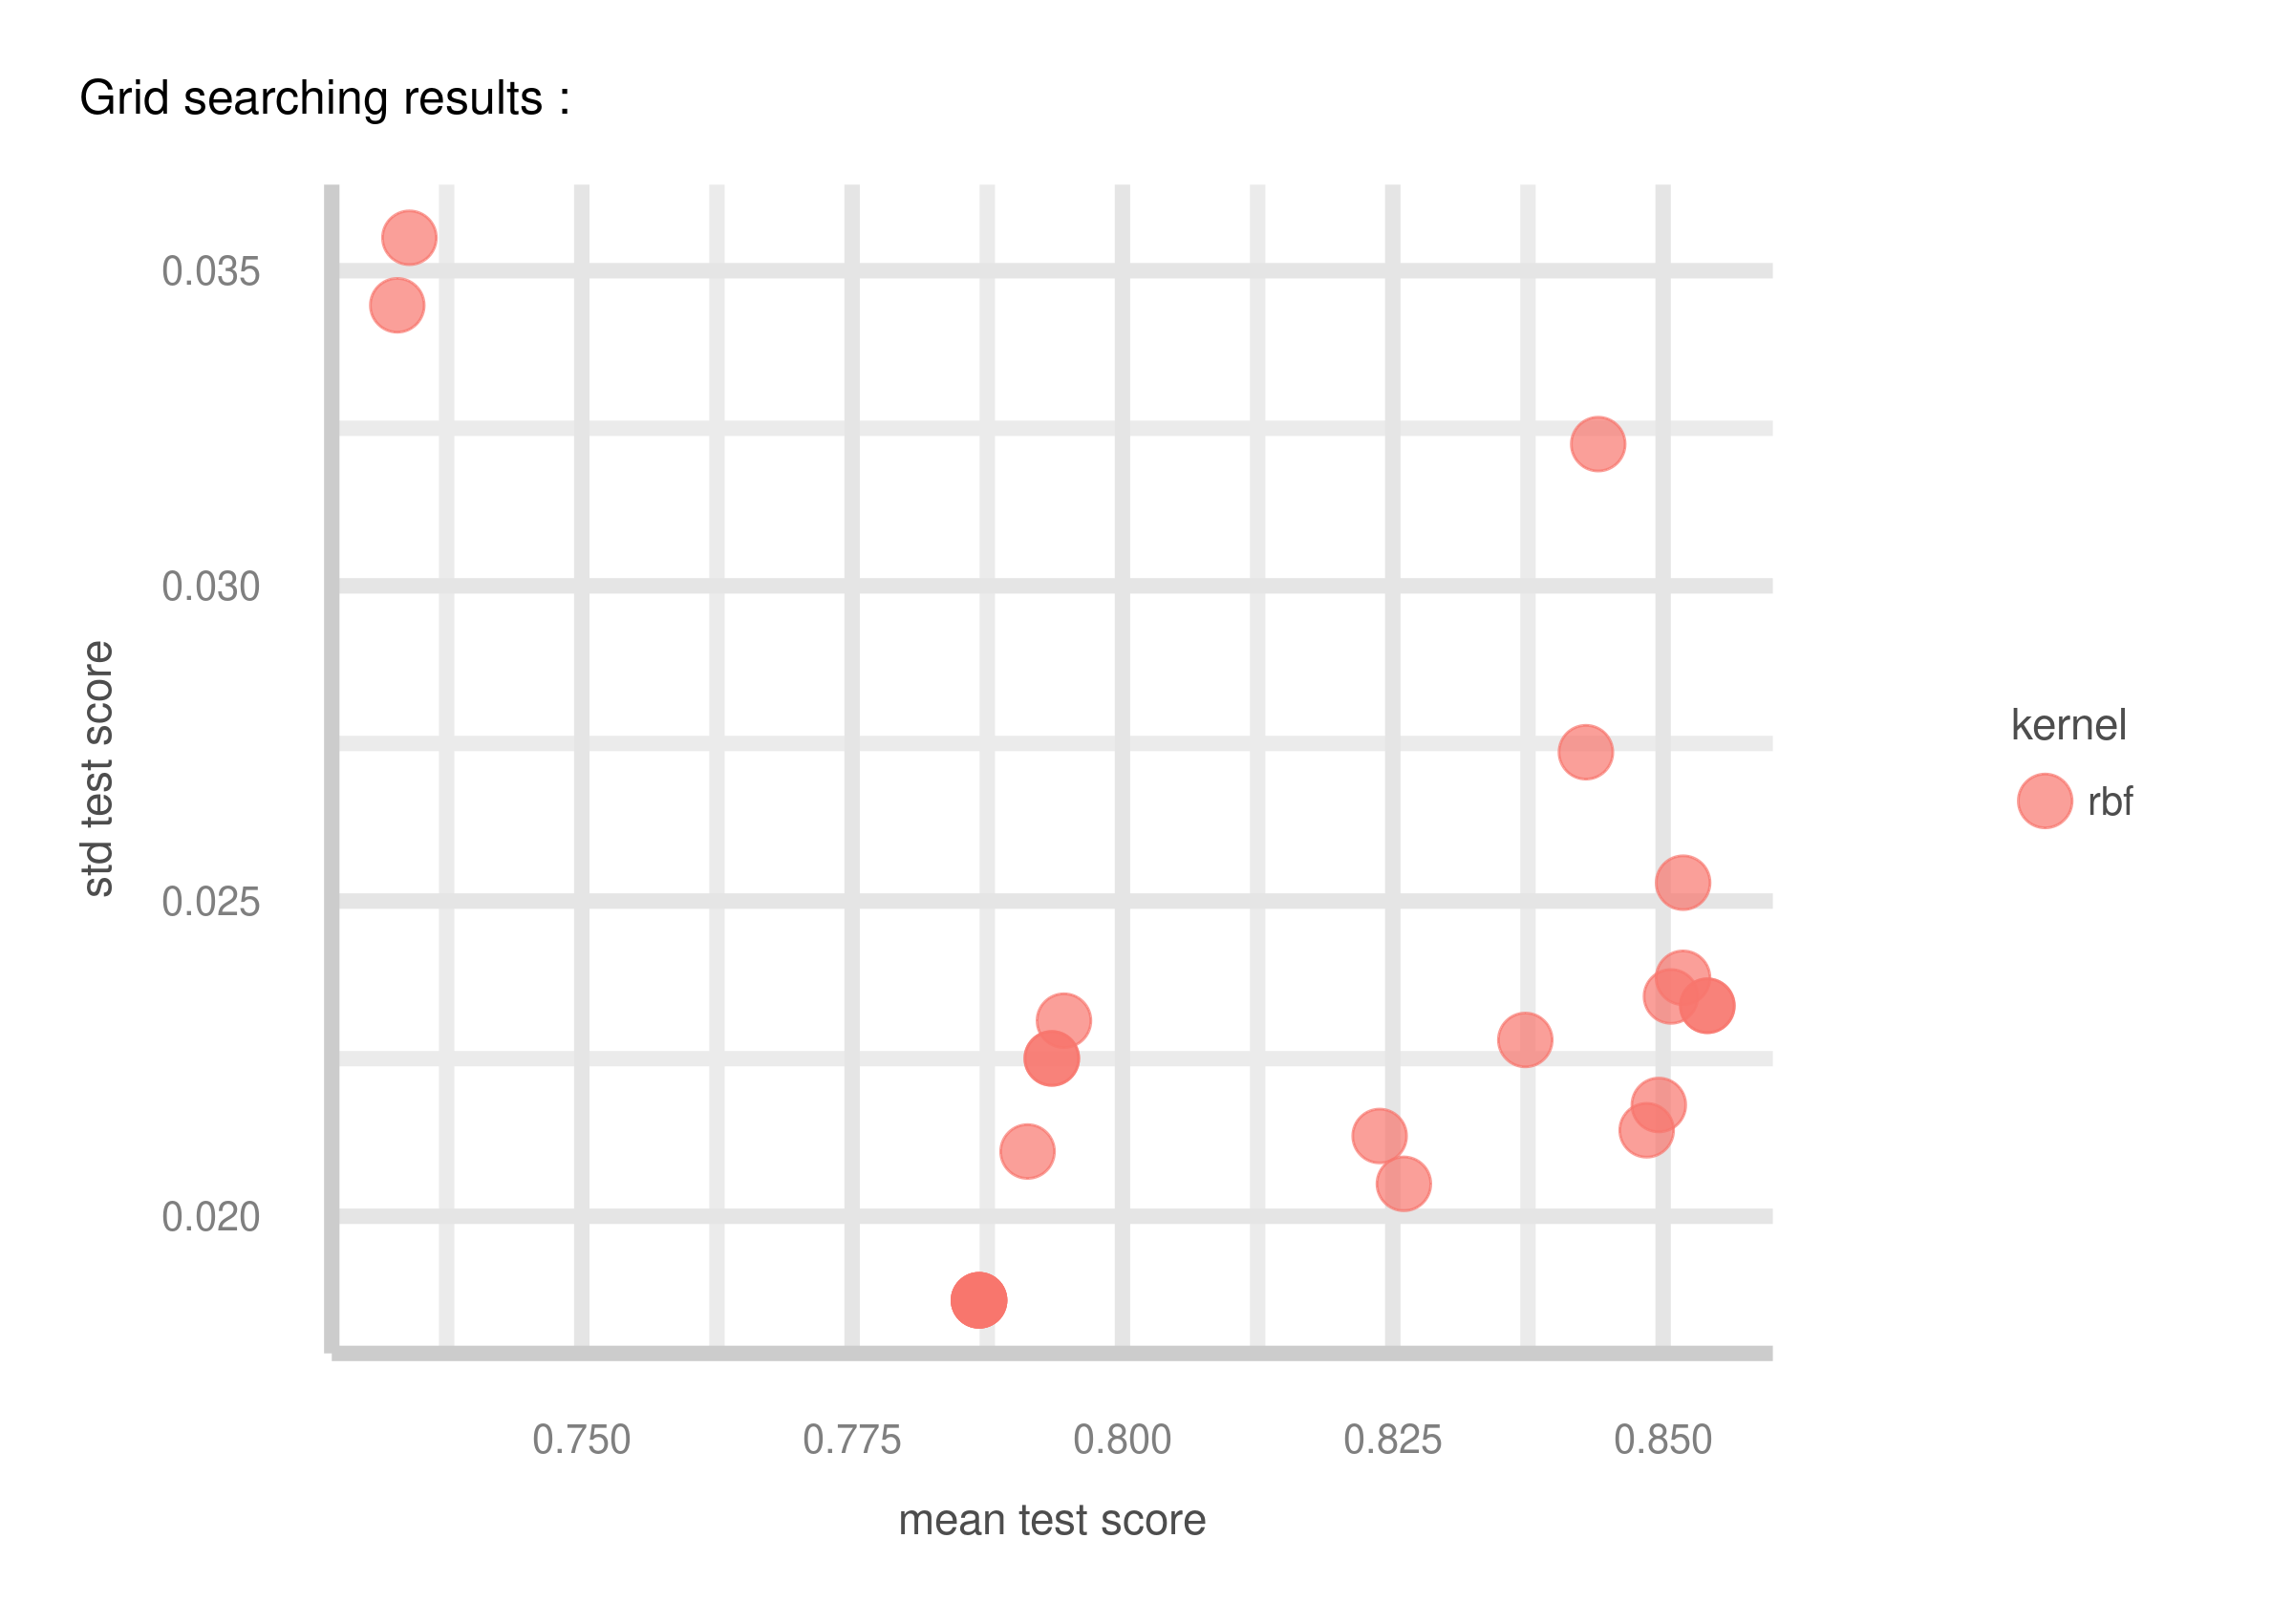 Grid searching results :
0.035
0.030
0.025
0.020
std test score
0.750 0.775 0.800 0.825 0.850
mean test score
kernel
rbf